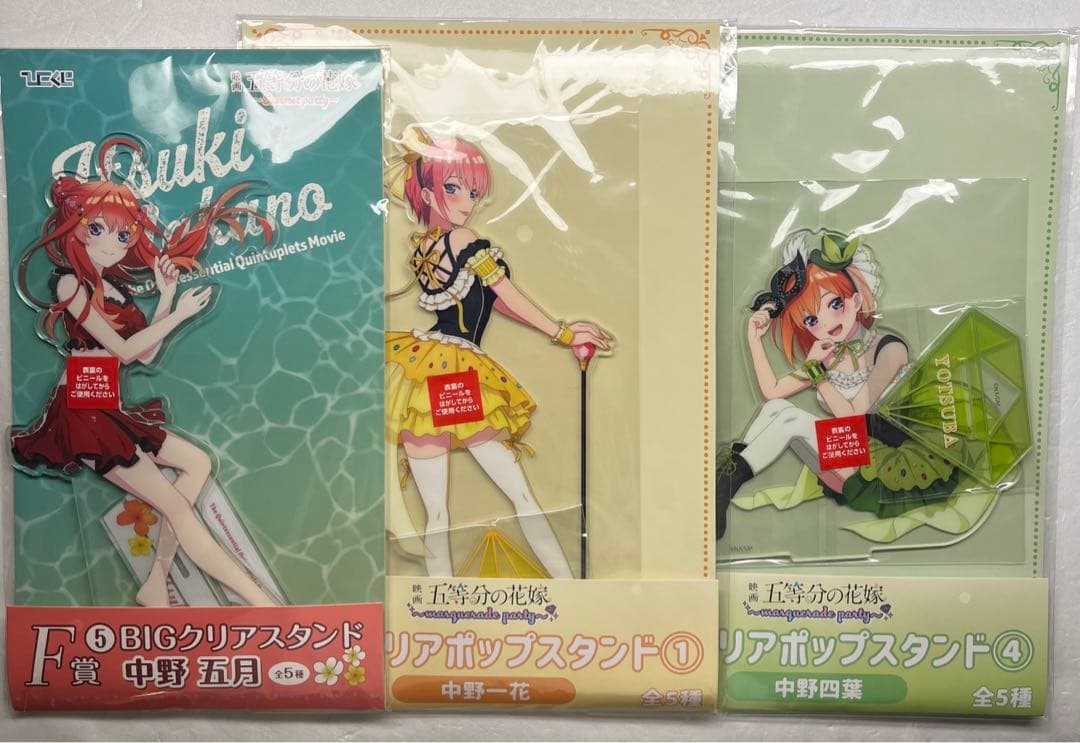 映画 五等分の花嫁
~Summer party~
Itsuki
Nakano
The Quintessential Quintuplets Movie
表裏の
ビニールを
はがしてから
ご使用ください
F賞
⑤ BIGクリアスタンド
中野 五月 全5種
表裏の
ビニールを
はがしてから
ご使用ください
映画 五等分の花嫁
~masquerade party~
リアポップスタンド①
中野一花 全5種
YOTSUBA
表裏の
ビニールを
はがしてから
ご使用ください
映画 五等分の花嫁
~masquerade party~
リアポップスタンド④
中野四葉 全5種